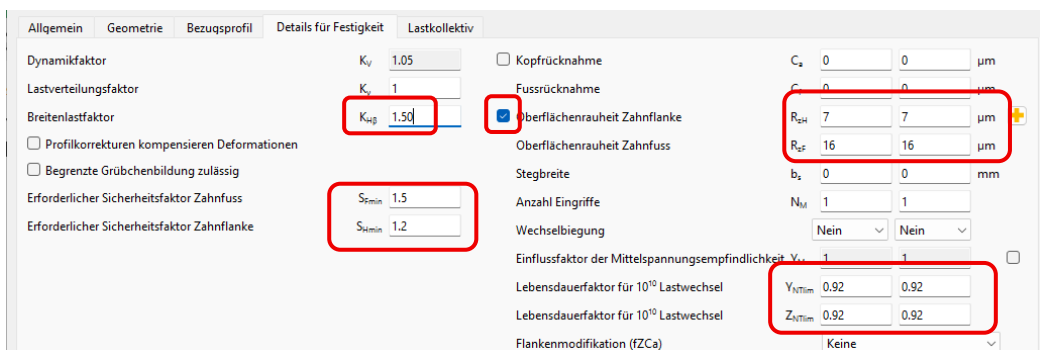 Allgemein Geometrie Bezugsprofil Details für Festigkeit Lastkollektiv
Dynamikfaktor KV 1.05
Lastverteilungsfaktor Kγ 1
Breitenlastfaktor KHβ 1.50
Profilkorrekturen kompensieren Deformationen
Begrenzte Grübchenbildung zulässig
Erforderlicher Sicherheitsfaktor Zahnfuss SFmin 1.5
Erforderlicher Sicherheitsfaktor Zahnflanke SHmin 1.2
Kopfrücknahme Ca 0 0 µm
Fussrücknahme 0 0 µm
Oberflächenrauheit Zahnflanke RzH 7 7 µm
Oberflächenrauheit Zahnfuss RzF 16 16 µm
Stegbreite bs 0 0 mm
Anzahl Eingriffe NM 1 1
Wechselbiegung Nein Nein
Einflussfaktor der Mittelspannungsempfindlichkeit 1 1
Lebensdauerfaktor für 10¹⁰ Lastwechsel YNTlim 0.92 0.92
Lebensdauerfaktor für 10¹⁰ Lastwechsel ZNTlim 0.92 0.92
Flankenmodifikation (fZCa) Keine